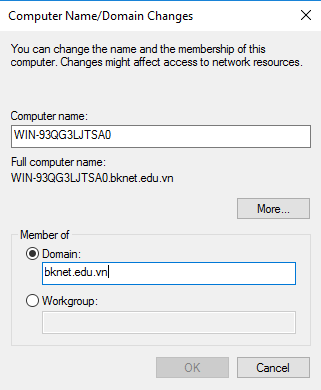 Computer Name/Domain Changes
You can change the name and the membership of this
computer. Changes might affect access to network resources.
Computer name:
WIN-93QG3LJTSA0
Full computer name:
WIN-93QG3LJTSA0.bknet.edu.vn
More...
Member of
Domain:
bknet.edu.vn
Workgroup:
OK
Cancel